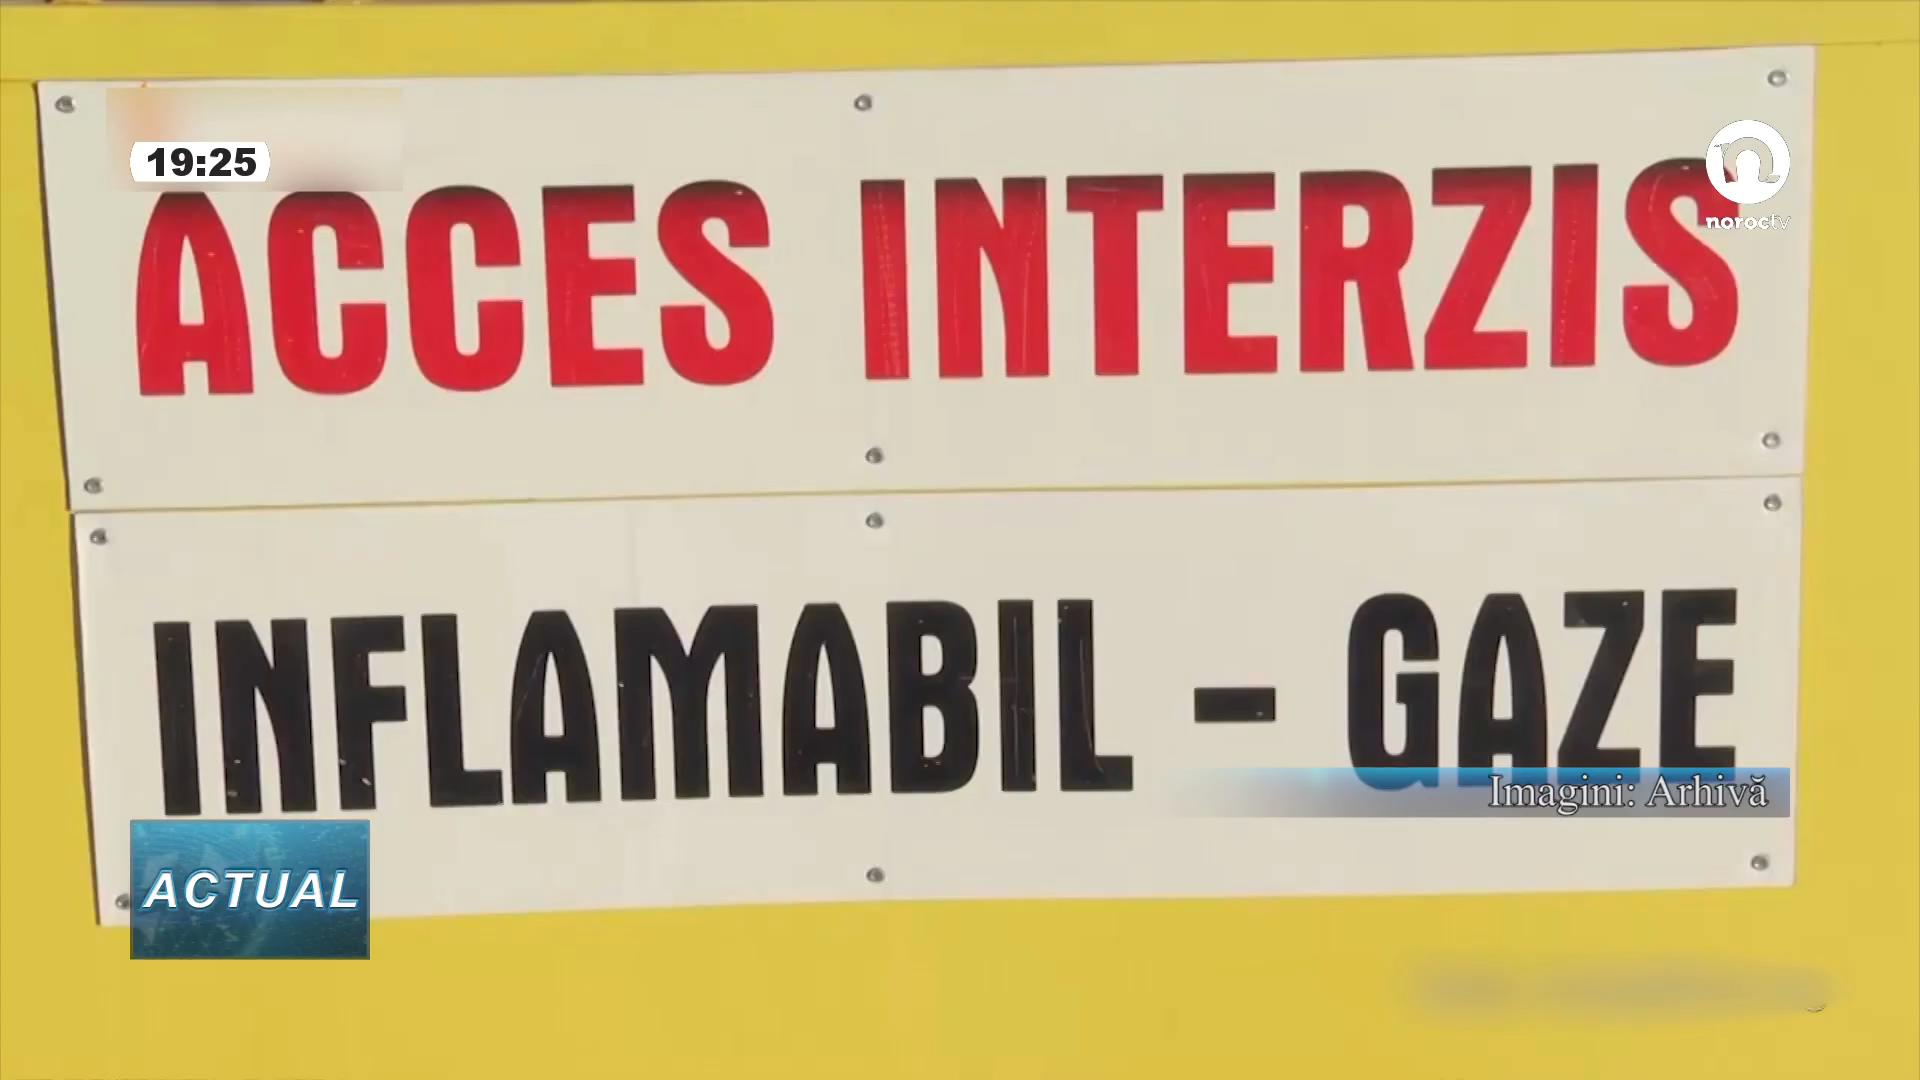 19:25
noroctv
ACCES INTERZIS
INFLAMABIL - GAZE
Imagini: Arhivă
ACTUAL